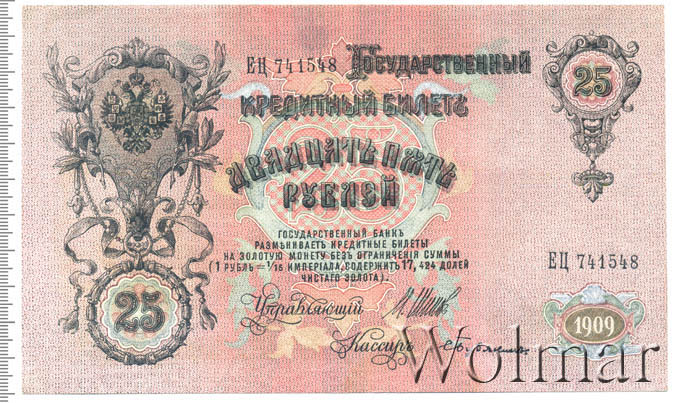 ЕЦ 741548 Государственный
25
Кредитный Билетъ
Двадцать пять
рублей
Государственный Банкъ
размѣниваетъ кредитные билеты
на золотую монету безъ ограниченія суммы
(1 рубль = 1/15 имперіала, содержитъ 17,424 долей
чистаго золота).
ЕЦ 741548
25
Управляющій
1909
Кассиръ
Wolmar